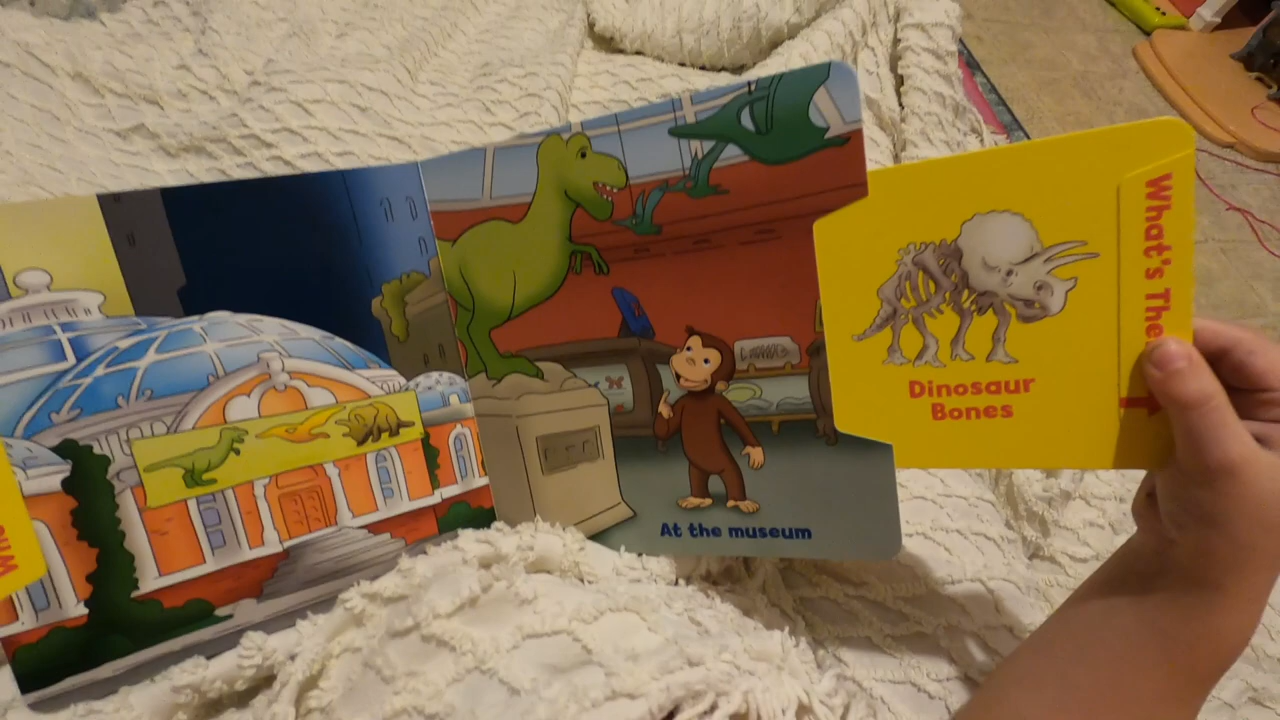 At the museum
Dinosaur
Bones
What's The